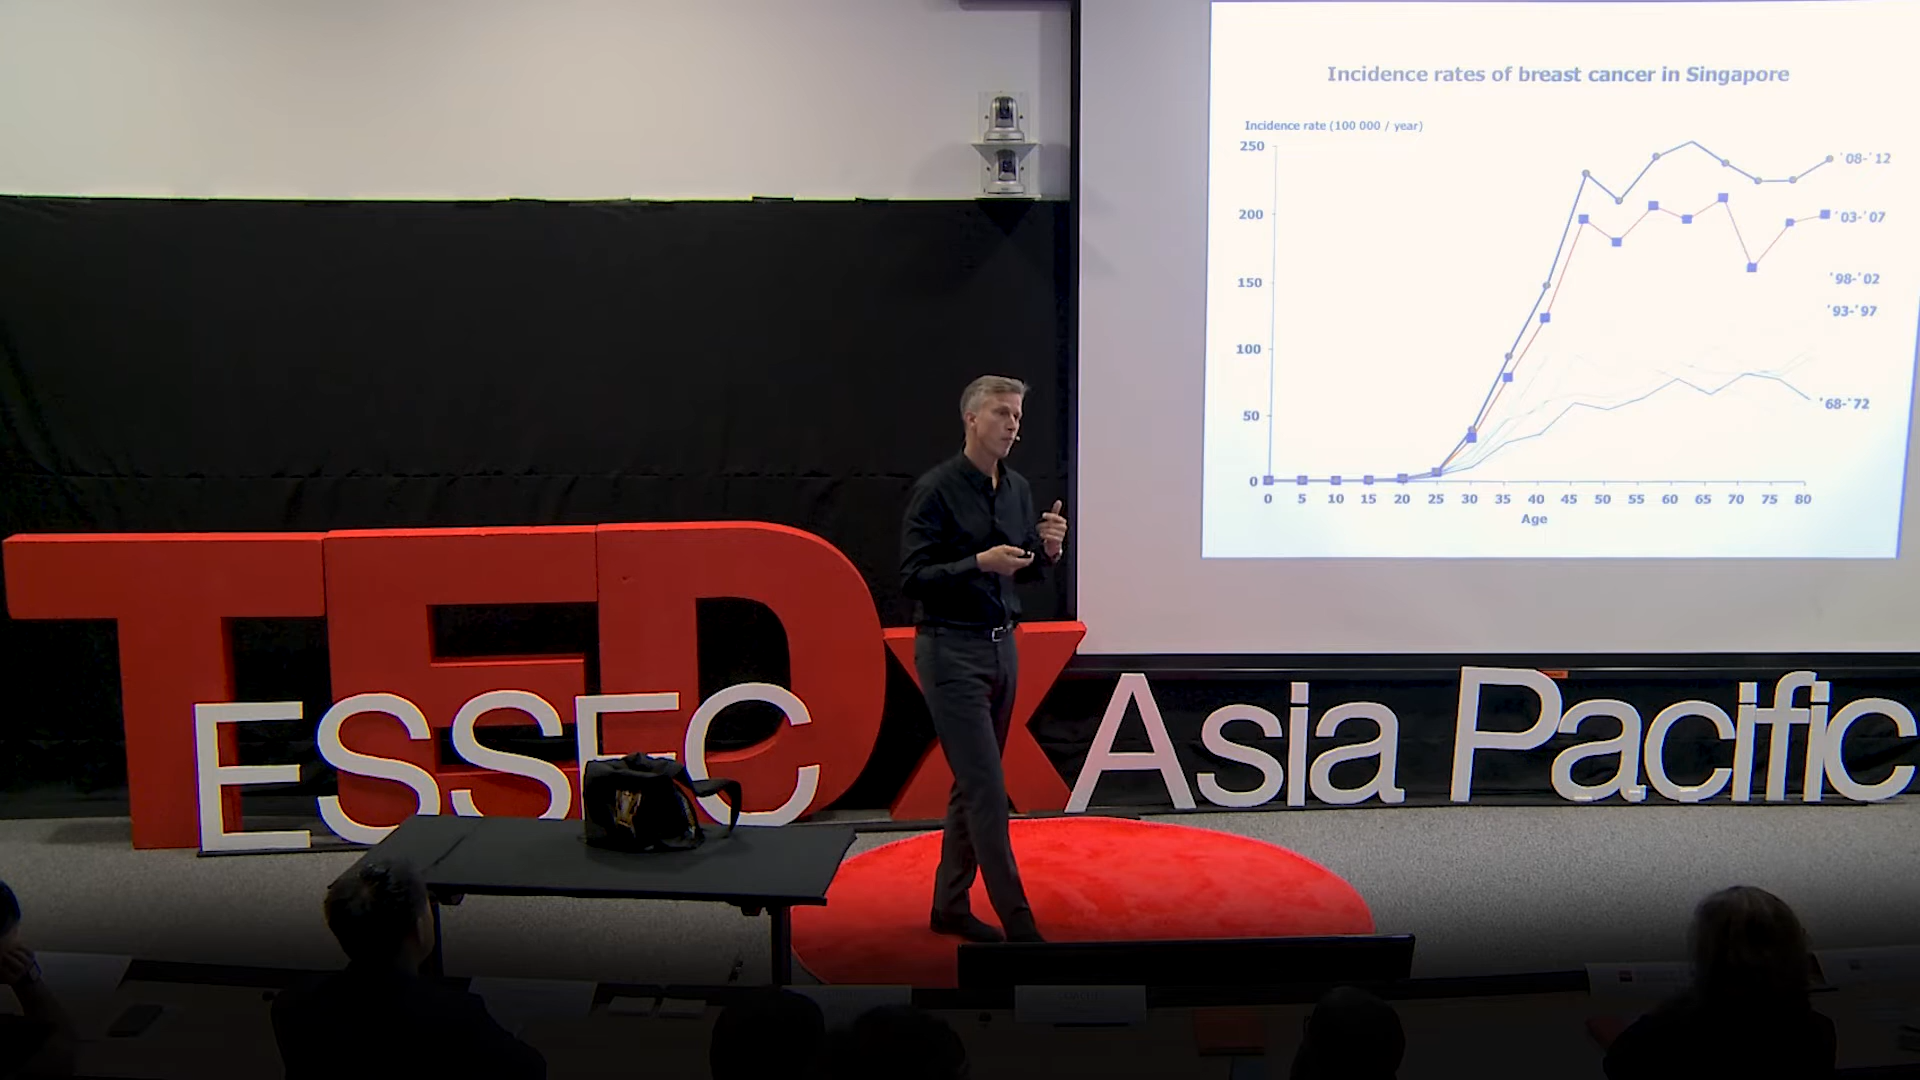 Incidence rates of breast cancer in Singapore
Incidence rate (100 000 / year)
250
200
150
100
50
0
0 5 10 15 20 25 30 35 40 45 50 55 60 65 70 75 80
Age
'08-'12
'03-'07
'98-'02
'93-'97
'68-'72
TEDx
ESSEC Asia Pacific